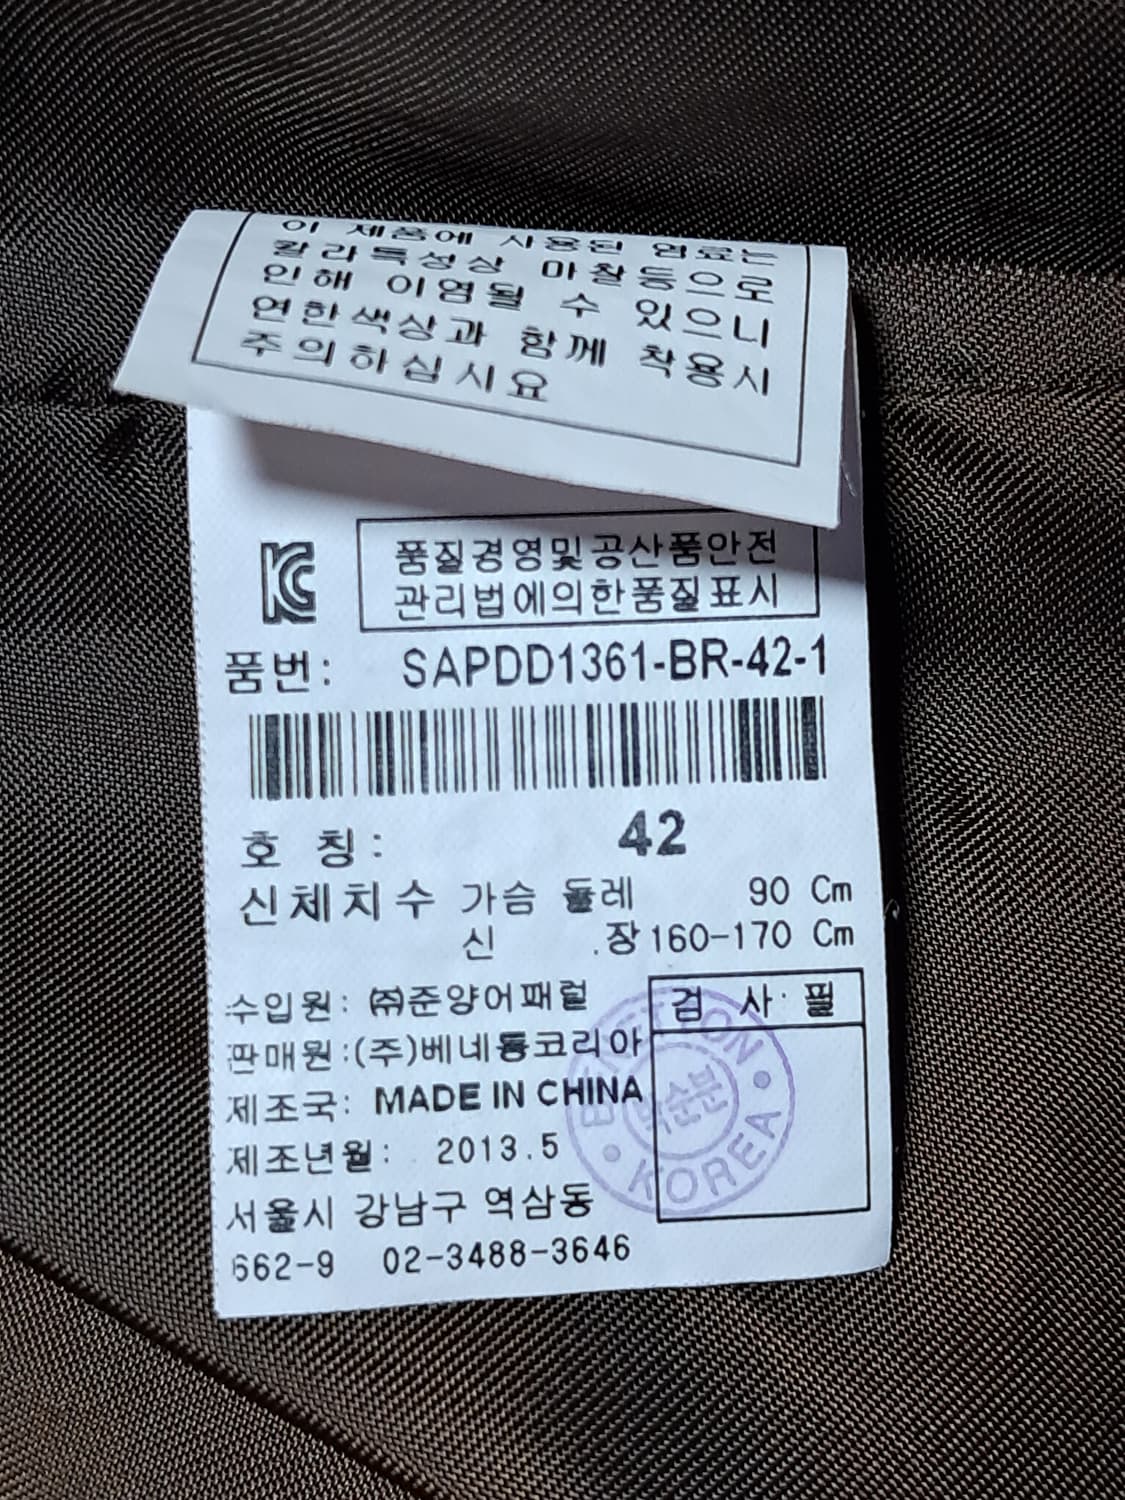 이 제품에 사용된 염료는
칼라특성상 마찰등으로
인해 이염될 수 있으니
연한색상과 함께 착용시
주의하십시요
품질경영및공산품안전
관리법에의한품질표시
품번: SAPDD1361-BR-42-1
호 칭: 42
신체치수 가슴 둘레 90 Cm
신 장 160-170 Cm
수입원: ㈜준양어패럴
판매원:(주)베네통코리아
제조국: MADE IN CHINA
제조년월: 2013.5
서울시 강남구 역삼동
662-9 02-3488-3646
검 사 필
BENETTON
KOREA